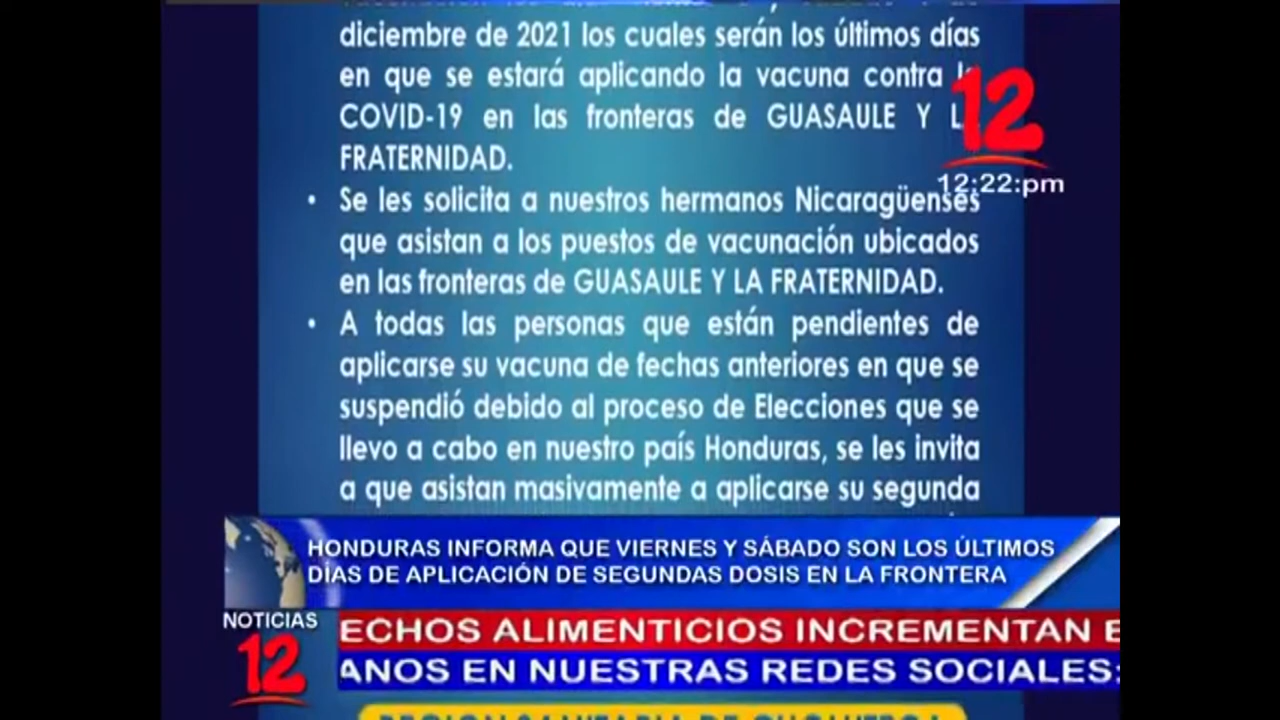 diciembre de 2021 los cuales serán los últimos días
en que se estará aplicando la vacuna contra
COVID-19 en las fronteras de GUASAULE Y
FRATERNIDAD.
12
12:22:pm
• Se les solicita a nuestros hermanos Nicaragüenses
que asistan a los puestos de vacunación ubicados
en las fronteras de GUASAULE Y LA FRATERNIDAD.
• A todas las personas que están pendientes de
aplicarse su vacuna de fechas anteriores en que se
suspendió debido al proceso de Elecciones que se
llevo a cabo en nuestro país Honduras, se les invita
a que asistan masivamente a aplicarse su segunda
HONDURAS INFORMA QUE VIERNES Y SÁBADO SON LOS ÚLTIMOS
DÍAS DE APLICACIÓN DE SEGUNDAS DOSIS EN LA FRONTERA
NOTICIAS
12
ECHOS ALIMENTICIOS INCREMENTAN E
ANOS EN NUESTRAS REDES SOCIALES: